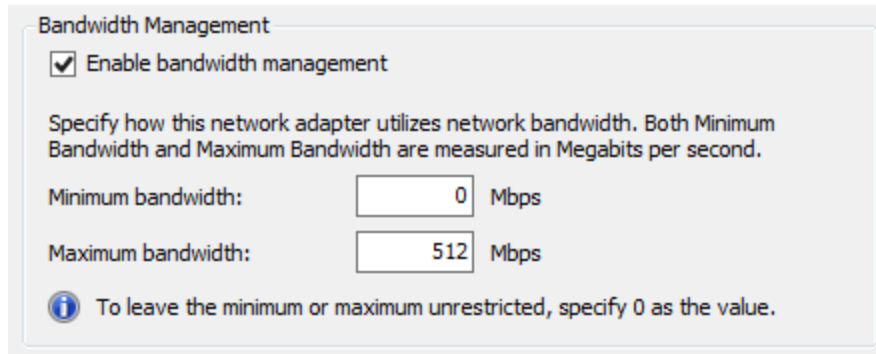 Bandwidth Management
Enable bandwidth management
Specify how this network adapter utilizes network bandwidth. Both Minimum
Bandwidth and Maximum Bandwidth are measured in Megabits per second.
Minimum bandwidth: 0 Mbps
Maximum bandwidth: 512 Mbps
To leave the minimum or maximum unrestricted, specify 0 as the value.